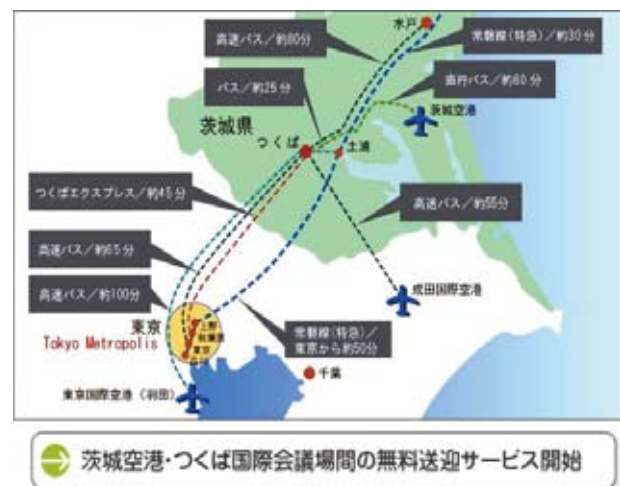 水戸
高速バス／約80分
常磐線(特急)／約30分
直行バス／約60分
バス／約25分
茨城空港
茨城県
つくば
土浦
つくばエクスプレス／約45分
高速バス／約55分
高速バス／約65分
高速バス／約100分
成田国際空港
東京
Tokyo Metropolis
上野
秋葉原
東京
常磐線(特急)／
東京から約50分
千葉
東京国際空港(羽田)
茨城空港・つくば国際会議場間の無料送迎サービス開始